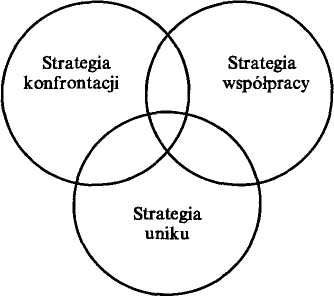 Strategia
konfrontacji
Strategia
współpracy
Strategia
uniku